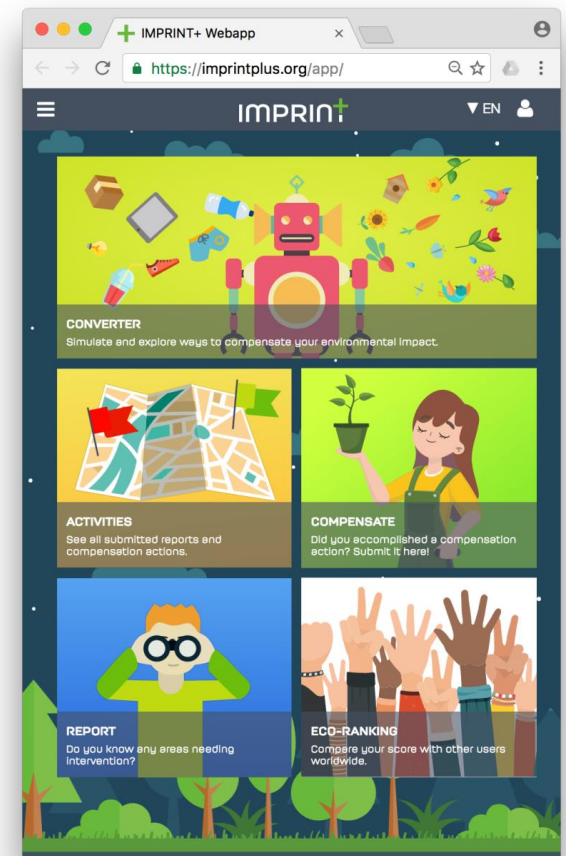 IMPRINT+ Webapp
https://imprintplus.org/app/
IMPRINT+
EN
CONVERTER
Simulate and explore ways to compensate your environmental impact.
ACTIVITIES
See all submitted reports and
compensation actions.
COMPENSATE
Did you accomplished a compensation
action? Submit it here!
REPORT
Do you know any areas needing
intervention?
ECO-RANKING
Compare your score with other users
worldwide.